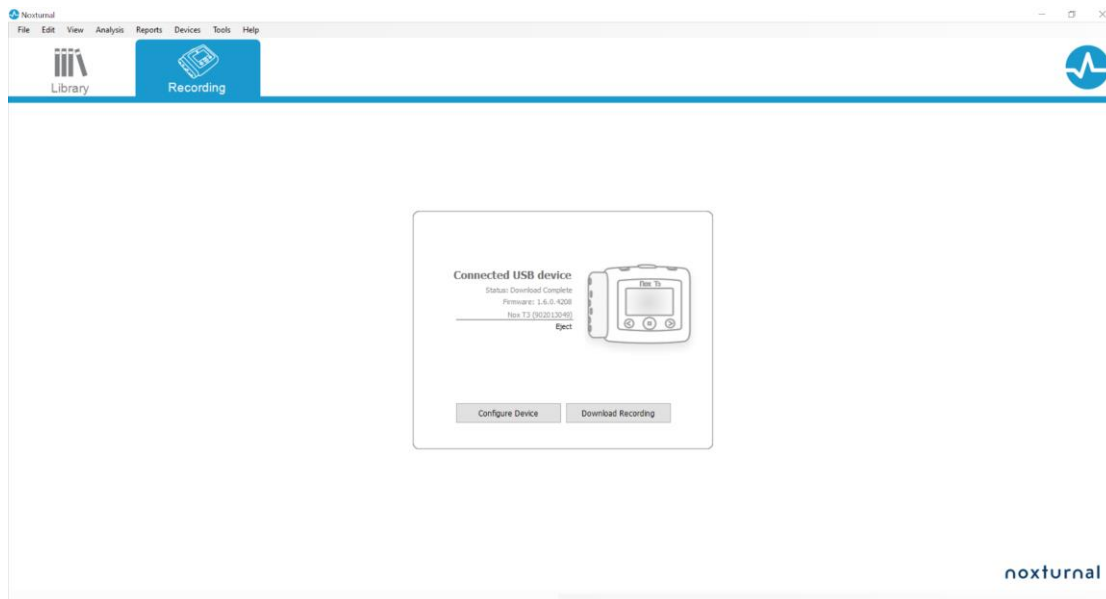 Noxturnal
File Edit View Analysis Reports Devices Tools Help
Library
Recording
Connected USB device
Status: Download Complete
Firmware: 1.6.0.4208
Nox T3 (902013049)
Eject
Nox T3
Configure Device Download Recording
noxturnal